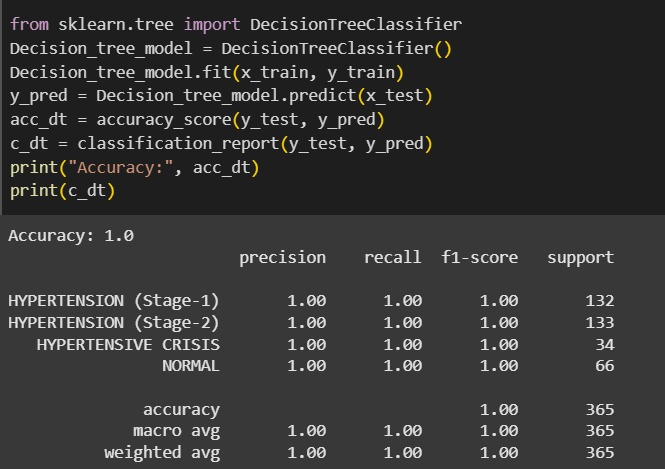 from sklearn.tree import DecisionTreeClassifier
Decision_tree_model = DecisionTreeClassifier()
Decision_tree_model.fit(x_train, y_train)
y_pred = Decision_tree_model.predict(x_test)
acc_dt = accuracy_score(y_test, y_pred)
c_dt = classification_report(y_test, y_pred)
print("Accuracy:", acc_dt)
print(c_dt)
Accuracy: 1.0
precision recall f1-score support
HYPERTENSION (Stage-1) 1.00 1.00 1.00 132
HYPERTENSION (Stage-2) 1.00 1.00 1.00 133
HYPERTENSIVE CRISIS 1.00 1.00 1.00 34
NORMAL 1.00 1.00 1.00 66
accuracy 1.00 365
macro avg 1.00 1.00 1.00 365
weighted avg 1.00 1.00 1.00 365